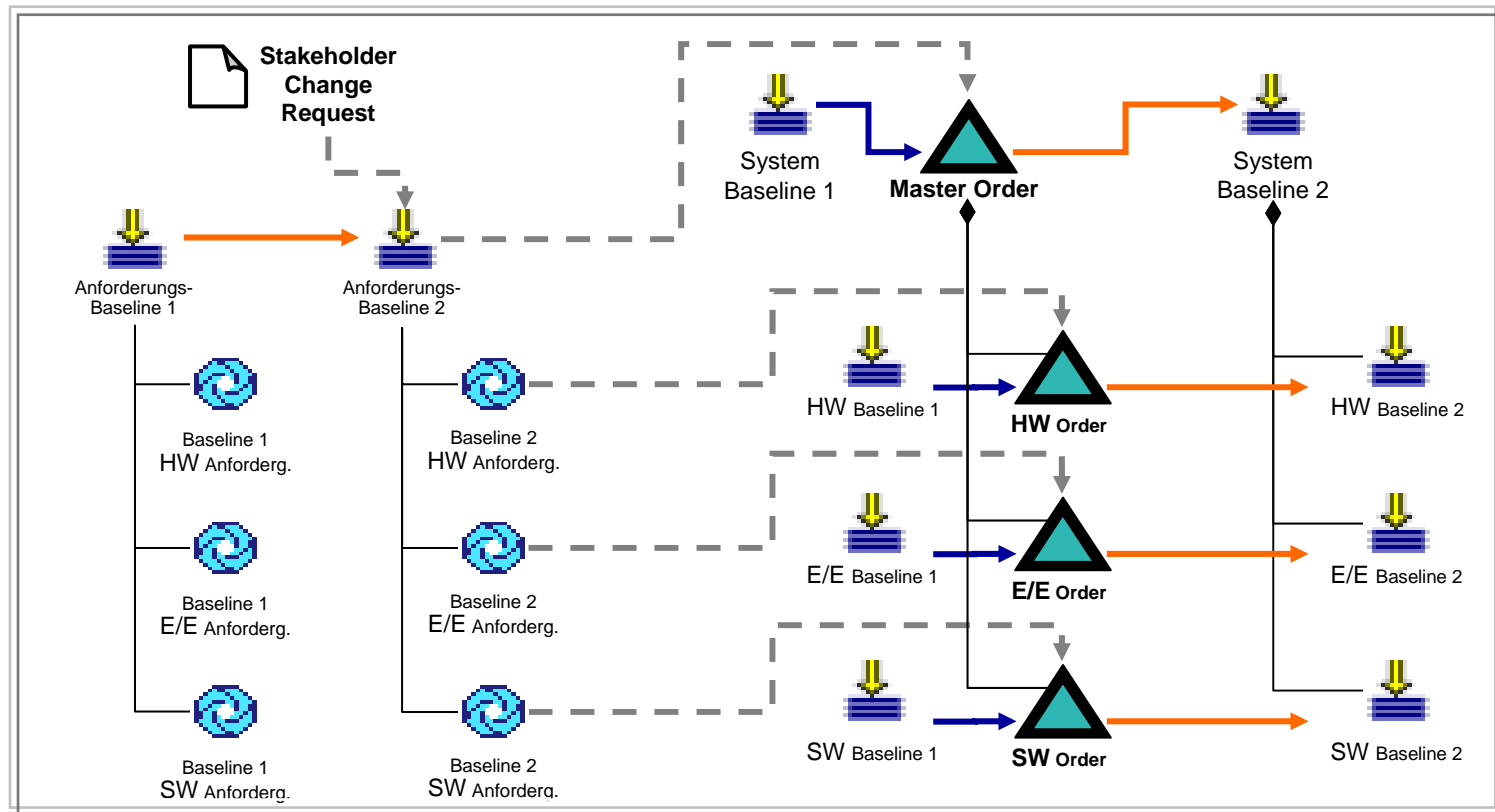 Stakeholder
Change
Request
System
Baseline 1
Master Order
System
Baseline 2
Anforderungs-
Baseline 1
Anforderungs-
Baseline 2
Baseline 1
HW Anforderg.
Baseline 2
HW Anforderg.
HW Baseline 1
HW Order
HW Baseline 2
Baseline 1
E/E Anforderg.
Baseline 2
E/E Anforderg.
E/E Baseline 1
E/E Order
E/E Baseline 2
Baseline 1
SW Anforderg.
Baseline 2
SW Anforderg.
SW Baseline 1
SW Order
SW Baseline 2